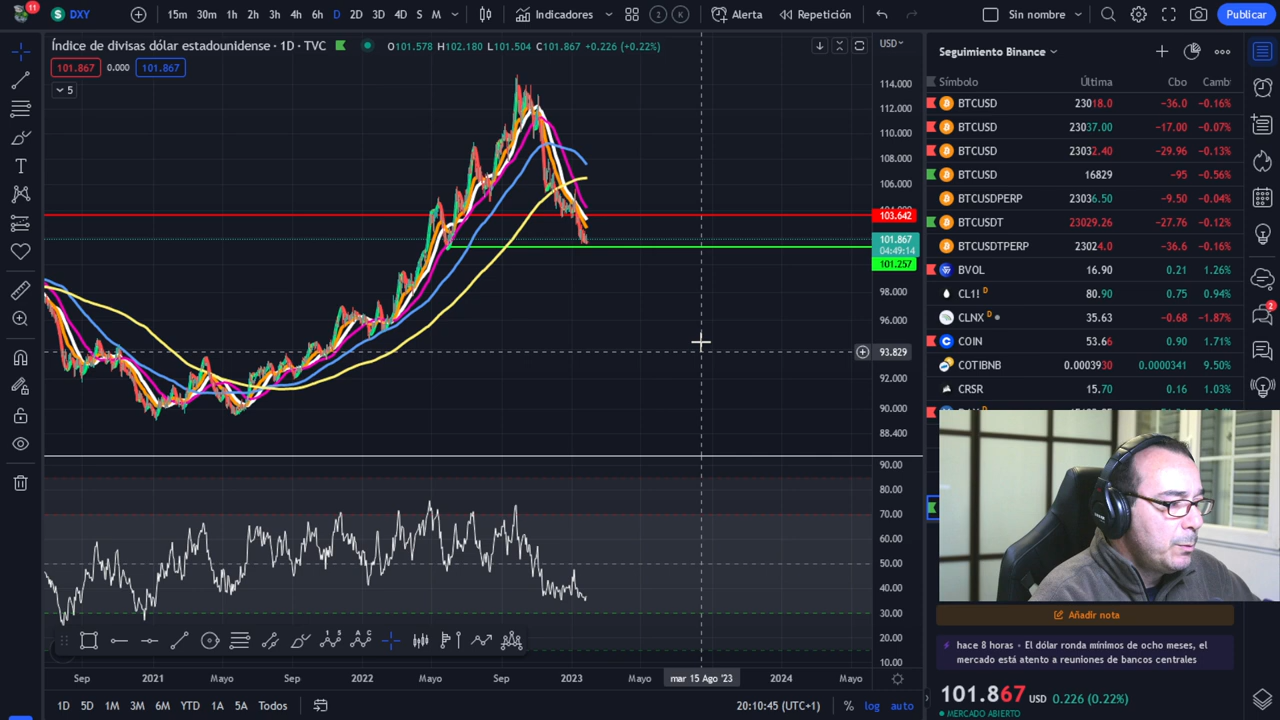 11
S DXY
15m 30m 1h 2h 3h 4h 6h D 2D 3D 4D S M
Indicadores
2 K
Alerta
Repetición
Sin nombre
Publicar
Índice de divisas dólar estadounidense · 1D · TVC
O101.578 H102.180 L101.504 C101.867 +0.226 (+0.22%)
101.867 0.000 101.867
5
USD
114.000
112.000
110.000
108.000
106.000
103.642
101.867
04:49:14
101.257
98.000
96.000
93.829
92.000
90.000
88.400
90.00
80.00
70.00
60.00
50.00
40.00
30.00
20.00
10.00
Sep 2021 Mayo Sep 2022 Mayo Sep 2023 Mayo mar 15 Ago '23 2024 Mayo
1D 5D 1M 3M 6M YTD 1A 5A Todos
20:10:45 (UTC+1)
% log auto
Seguimiento Binance
Símbolo Última Cbo Camb
BTCUSD 23018.0 −36.0 −0.16%
BTCUSD 23037.00 −17.00 −0.07%
BTCUSD 23032.40 −29.96 −0.13%
BTCUSD 16829 −95 −0.56%
BTCUSDPERP 23036.50 −9.50 −0.04%
BTCUSDT 23029.26 −27.76 −0.12%
BTCUSDTPERP 23024.0 −36.6 −0.16%
BVOL 16.90 0.21 1.26%
CL1! D 80.90 0.75 0.94%
CLNX D 35.63 −0.68 −1.87%
COIN 53.66 0.90 1.71%
COTIBNB 0.0003930 0.0000341 9.50%
CRSR 15.70 0.16 1.03%
2
Añadir nota
hace 8 horas • El dólar ronda mínimos de ocho meses, el
mercado está atento a reuniones de bancos centrales
101.867 USD 0.226 (0.22%)
MERCADO ABIERTO